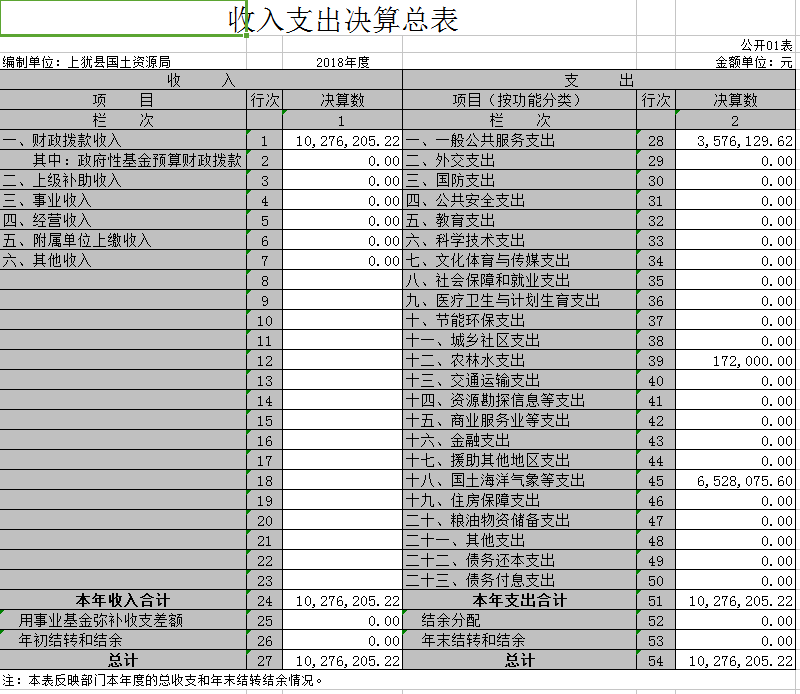 收入支出决算总表
公开01表
编制单位：上犹县国土资源局 2018年度 金额单位：元
收 入 支 出
项 目 行次 决算数 项目（按功能分类） 行次 决算数
栏 次 1 栏 次 2
一、财政拨款收入 1 10,276,205.22 一、一般公共服务支出 28 3,576,129.62
其中：政府性基金预算财政拨款 2 0.00 二、外交支出 29 0.00
二、上级补助收入 3 0.00 三、国防支出 30 0.00
三、事业收入 4 0.00 四、公共安全支出 31 0.00
四、经营收入 5 0.00 五、教育支出 32 0.00
五、附属单位上缴收入 6 0.00 六、科学技术支出 33 0.00
六、其他收入 7 0.00 七、文化体育与传媒支出 34 0.00
8 八、社会保障和就业支出 35 0.00
9 九、医疗卫生与计划生育支出 36 0.00
10 十、节能环保支出 37 0.00
11 十一、城乡社区支出 38 0.00
12 十二、农林水支出 39 172,000.00
13 十三、交通运输支出 40 0.00
14 十四、资源勘探信息等支出 41 0.00
15 十五、商业服务业等支出 42 0.00
16 十六、金融支出 43 0.00
17 十七、援助其他地区支出 44 0.00
18 十八、国土海洋气象等支出 45 6,528,075.60
19 十九、住房保障支出 46 0.00
20 二十、粮油物资储备支出 47 0.00
21 二十一、其他支出 48 0.00
22 二十二、债务还本支出 49 0.00
23 二十三、债务付息支出 50 0.00
本年收入合计 24 10,276,205.22 本年支出合计 51 10,276,205.22
用事业基金弥补收支差额 25 0.00 结余分配 52 0.00
年初结转和结余 26 0.00 年末结转和结余 53 0.00
总计 27 10,276,205.22 总计 54 10,276,205.22
注：本表反映部门本年度的总收支和年末结转结余情况。